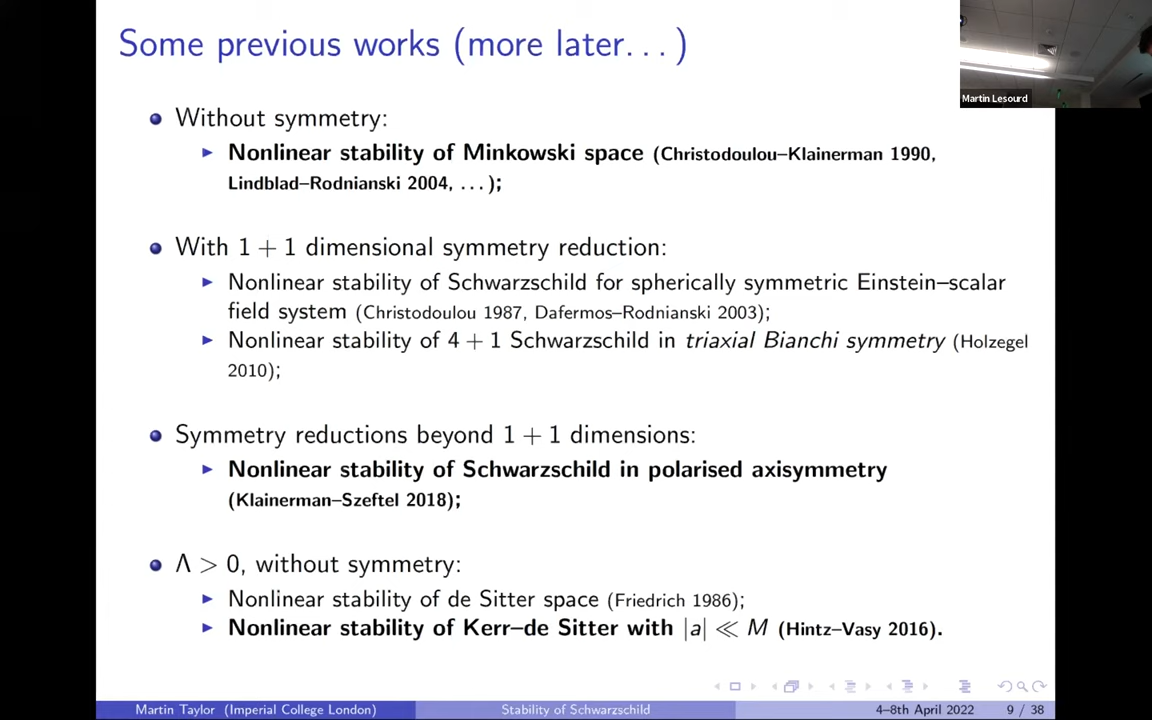 Some previous works (more later. . . )
Martin Lesourd
Without symmetry:
Nonlinear stability of Minkowski space (Christodoulou–Klainerman 1990,
Lindblad–Rodnianski 2004, . . . );
With 1 + 1 dimensional symmetry reduction:
Nonlinear stability of Schwarzschild for spherically symmetric Einstein–scalar
field system (Christodoulou 1987, Dafermos–Rodnianski 2003);
Nonlinear stability of 4 + 1 Schwarzschild in triaxial Bianchi symmetry (Holzegel
2010);
Symmetry reductions beyond 1 + 1 dimensions:
Nonlinear stability of Schwarzschild in polarised axisymmetry
(Klainerman–Szeftel 2018);
Λ > 0, without symmetry:
Nonlinear stability of de Sitter space (Friedrich 1986);
Nonlinear stability of Kerr–de Sitter with |a| ≪ M (Hintz–Vasy 2016).
Martin Taylor (Imperial College London) Stability of Schwarzschild 4–8th April 2022 9 / 38